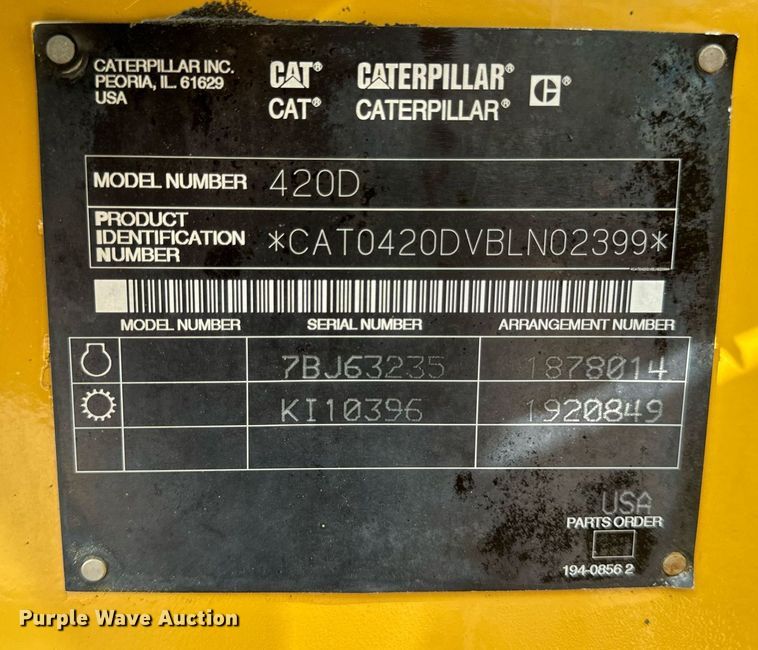 CATERPILLAR INC.
PEORIA, IL. 61629
USA
CAT® CATERPILLAR® C®
CAT® CATERPILLAR®
MODEL NUMBER 420D
PRODUCT
IDENTIFICATION
NUMBER
*CAT0420DVBLN02399*
MODEL NUMBER SERIAL NUMBER ARRANGEMENT NUMBER
7BJ63235 1878014
KI10396 1920849
USA
PARTS ORDER
194-0856 2
Purple Wave Auction